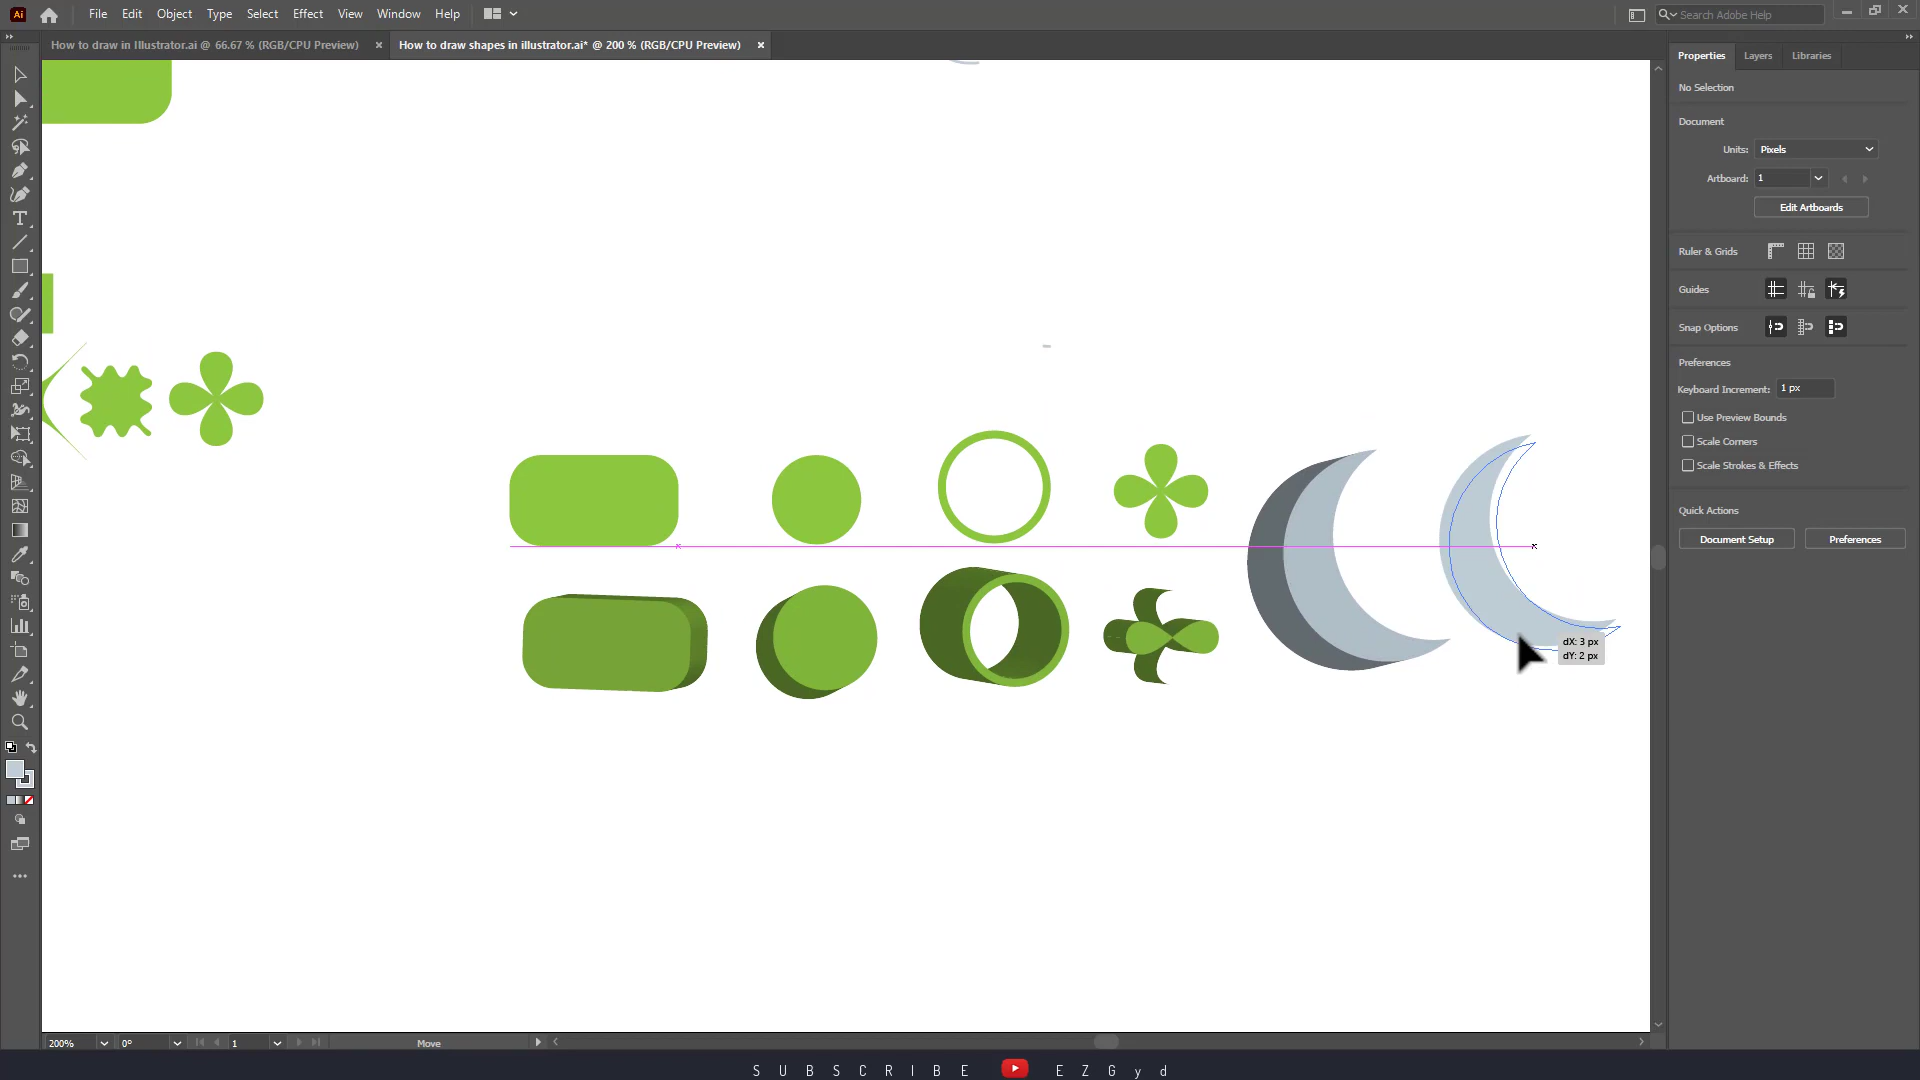 Ai File Edit Object Type Select Effect View Window Help
Search Adobe Help
How to draw in Illustrator.ai @ 66.67 % (RGB/CPU Preview) ×
How to draw shapes in illustrator.ai* @ 200 % (RGB/CPU Preview) ×
Properties Layers Libraries
No Selection
Document
Units: Pixels
Artboard: 1
Edit Artboards
Ruler & Grids
Guides
Snap Options
Preferences
Keyboard Increment: 1 px
Use Preview Bounds
Scale Corners
Scale Strokes & Effects
Quick Actions
Document Setup Preferences
dX: 3 px
dY: 2 px
200% 0° 1 Move
SUBSCRIBE EZGyd